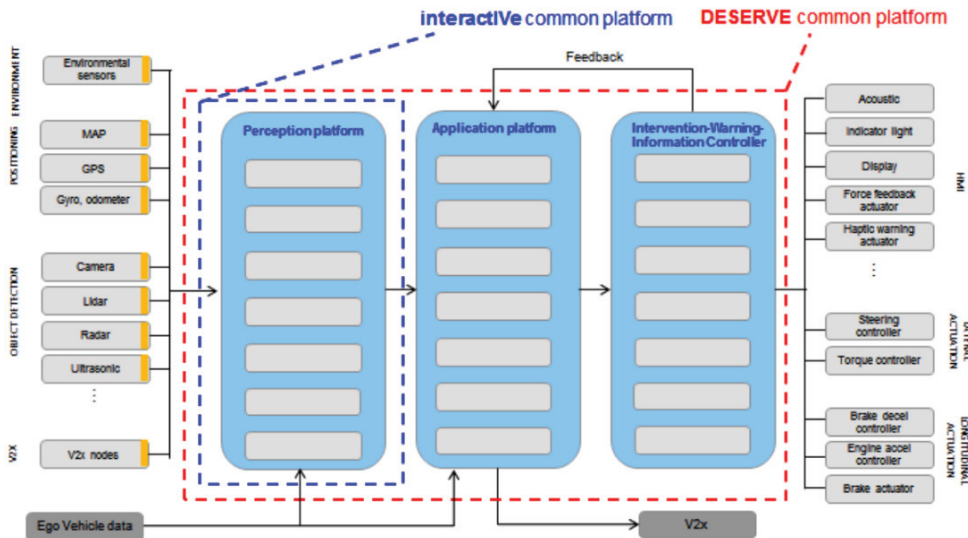 interactIVe common platform
DESERVE common platform
Feedback
ENVIRONMENT
Environmental
sensors
POSITIONING
MAP
GPS
Gyro, odometer
OBJECT DETECTION
Camera
Lidar
Radar
Ultrasonic
⋮
V2X
V2x nodes
Ego Vehicle data
Perception platform
Application platform
Intervention-Warning-
Information Controller
V2x
HMI
Acoustic
Indicator light
Display
Force feedback
actuator
Haptic warning
actuator
⋮
ACTUATION
Steering
controller
Torque controller
LONGITUDINAL
ACTUATION
Brake decel
controller
Engine accel
controller
Brake actuator